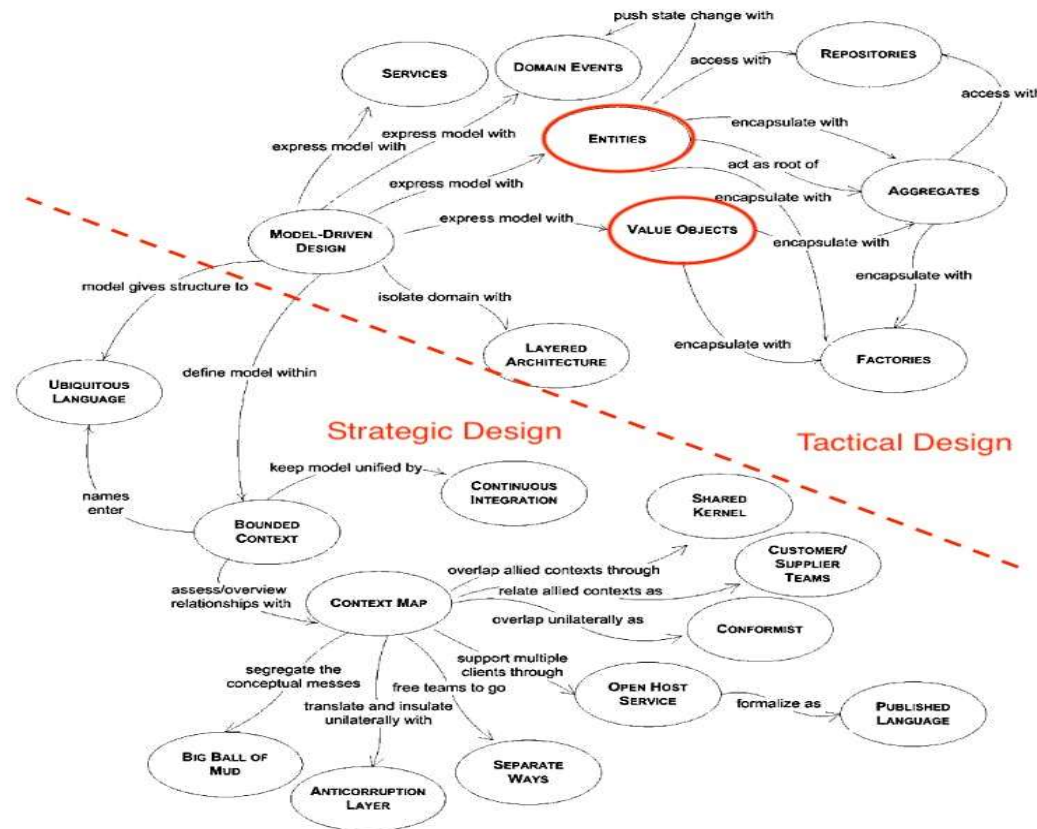 push state change with
SERVICES
DOMAIN EVENTS
access with
REPOSITORIES
access with
express model with
express model with
ENTITIES
encapsulate with
act as root of
express model with
encapsulate with
AGGREGATES
MODEL-DRIVEN
DESIGN
express model with
VALUE OBJECTS
encapsulate with
model gives structure to
isolate domain with
encapsulate with
LAYERED
ARCHITECTURE
encapsulate with
FACTORIES
UBIQUITOUS
LANGUAGE
define model within
Strategic Design
Tactical Design
keep model unified by
CONTINUOUS
INTEGRATION
names
enter
BOUNDED
CONTEXT
SHARED
KERNEL
assess/overview
relationships with
CONTEXT MAP
overlap allied contexts through
CUSTOMER/
SUPPLIER
TEAMS
relate allied contexts as
overlap unilaterally as
CONFORMIST
segregate the
conceptual messes
support multiple
clients through
free teams to go
translate and insulate
unilaterally with
OPEN HOST
SERVICE
formalize as
PUBLISHED
LANGUAGE
BIG BALL OF
MUD
ANTICORRUPTION
LAYER
SEPARATE
WAYS